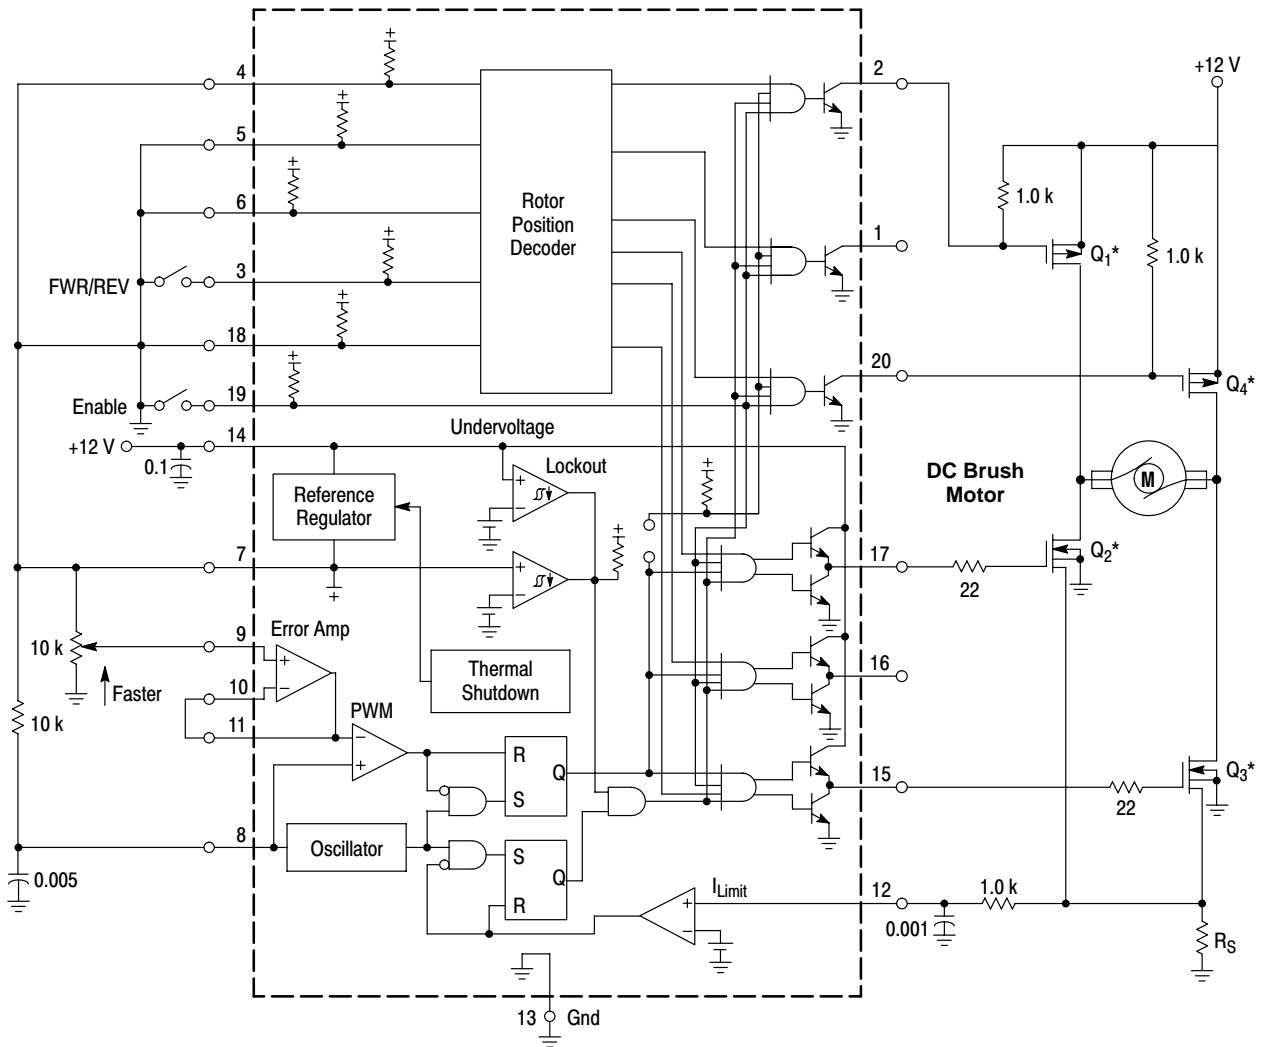 4
2
+12 V
5
1.0 k
Rotor
Position
Decoder
6
1
Q1*
1.0 k
FWR/REV
3
18
20
Q4*
Enable
19
+12 V
14
Undervoltage
Lockout
0.1
Reference
Regulator
DC Brush
Motor
M
7
17
22
Q2*
9
Error Amp
10 k
Faster
10
11
10 k
Thermal
Shutdown
16
PWM
R
S
Q
15
22
Q3*
8
Oscillator
S
R
Q
0.005
ILimit
12
1.0 k
0.001
RS
13
Gnd